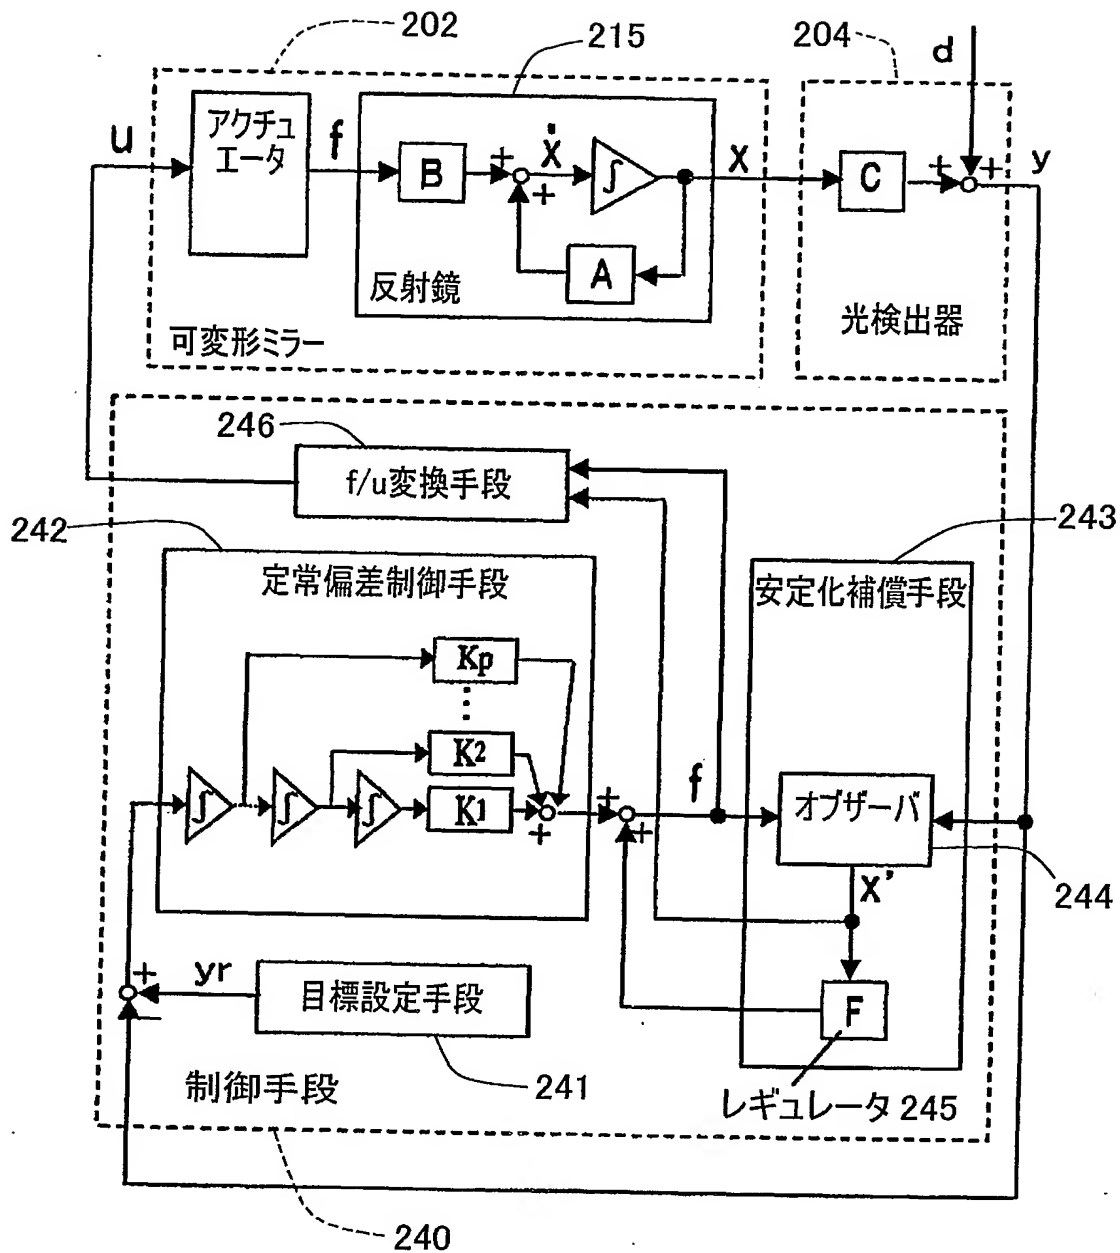 202
215
204
d
u
アクチュ
エータ
f
B
+
ẋ
+
∫
x
C
+
+
y
A
反射鏡
可変形ミラー
光検出器
246
f/u変換手段
242
定常偏差制御手段
243
安定化補償手段
Kp
⋮
K2
K1
∫
∫
∫
+
+
+
f
オブザーバ
244
x'
F
+
−
yr
目標設定手段
241
制御手段
レギュレータ 245
240